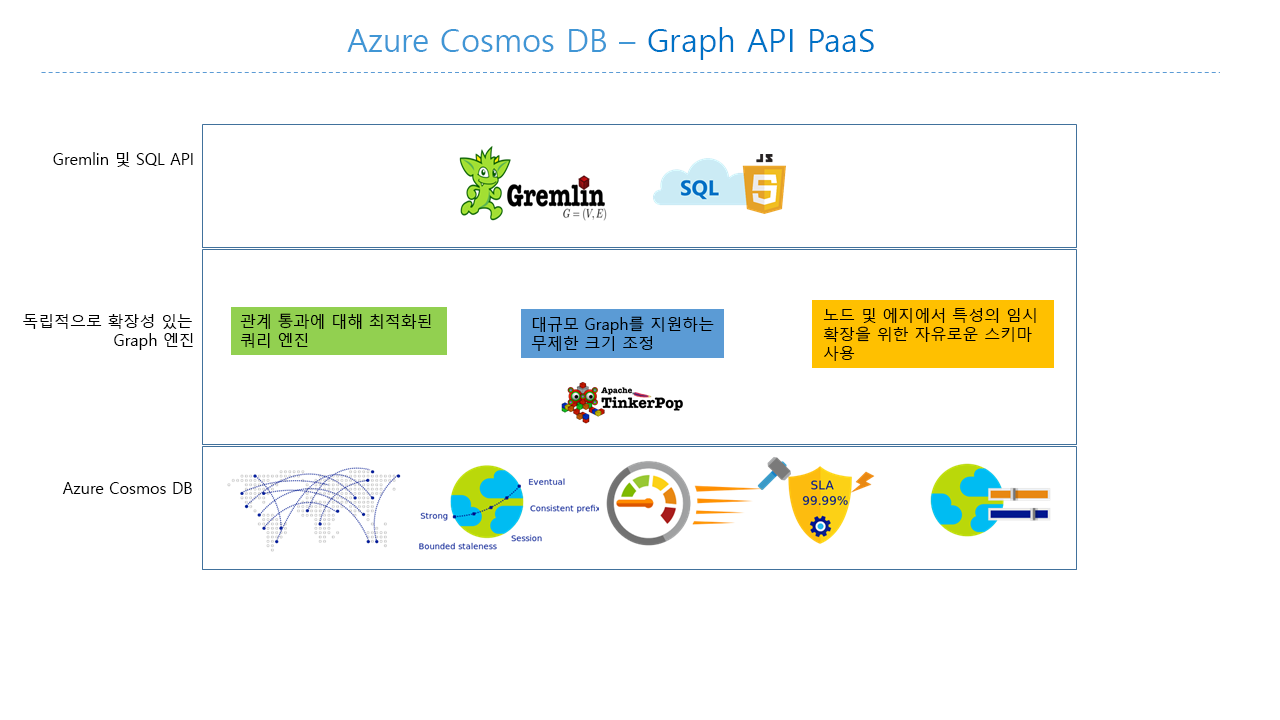 Azure Cosmos DB – Graph API PaaS
Gremlin 및 SQL API
Gremlin
G = (V, E)
SQL
JS
5
독립적으로 확장성 있는
Graph 엔진
관계 통과에 대해 최적화된
쿼리 엔진
대규모 Graph를 지원하는
무제한 크기 조정
노드 및 에지에서 특성의 임시
확장을 위한 자유로운 스키마
사용
Apache
TinkerPop
Azure Cosmos DB
Eventual
Strong
Consistent prefix
Session
Bounded staleness
SLA
99.99%